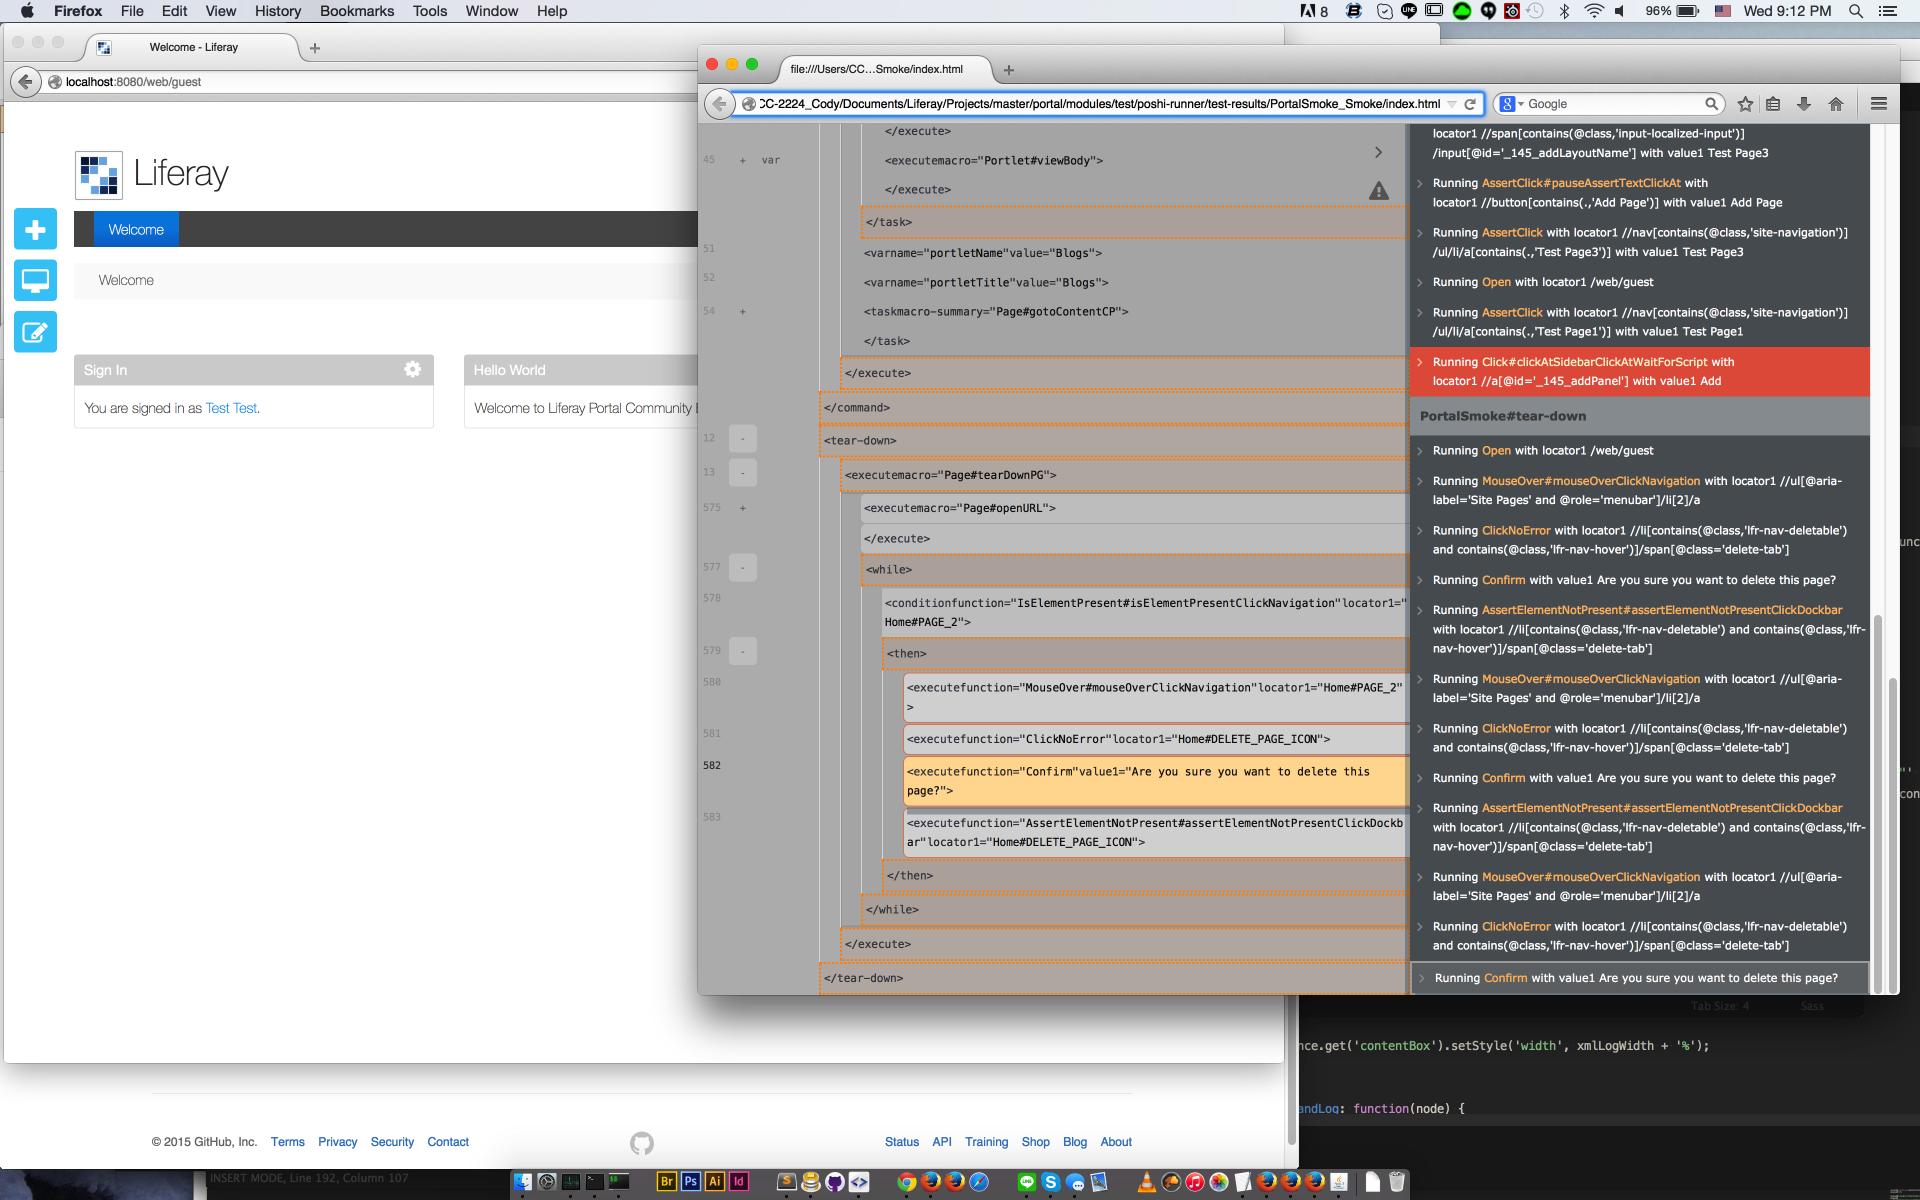 Firefox File Edit View History Bookmarks Tools Window Help
8 96% Wed 9:12 PM
Welcome - Liferay
localhost:8080/web/guest
Liferay
Welcome
Welcome
Sign In
You are signed in as Test Test.
Hello World
Welcome to Liferay Portal Community
file:///Users/CC...Smoke/index.html
CC-2224_Cody/Documents/Liferay/Projects/master/portal/modules/test/poshi-runner/test-results/PortalSmoke_Smoke/index.html
Google
</execute>
45 + var <executemacro="Portlet#viewBody">
</execute>
</task>
51 <varname="portletName"value="Blogs">
52 <varname="portletTitle"value="Blogs">
54 + <taskmacro-summary="Page#gotoContentCP">
</task>
</execute>
</command>
12 - <tear-down>
13 - <executemacro="Page#tearDownPG">
575 + <executemacro="Page#openURL">
</execute>
577 - <while>
578 <conditionfunction="IsElementPresent#isElementPresentClickNavigation"locator1="
Home#PAGE_2">
579 - <then>
580 <executefunction="MouseOver#mouseOverClickNavigation"locator1="Home#PAGE_2"
>
581 <executefunction="ClickNoError"locator1="Home#DELETE_PAGE_ICON">
582 <executefunction="Confirm"value1="Are you sure you want to delete this
page?">
583 <executefunction="AssertElementNotPresent#assertElementNotPresentClickDockb
ar"locator1="Home#DELETE_PAGE_ICON">
</then>
</while>
</execute>
</tear-down>
locator1 //span[contains(@class,'input-localized-input')]
/input[@id='_145_addLayoutName'] with value1 Test Page3
Running AssertClick#pauseAssertTextClickAt with
locator1 //button[contains(.,'Add Page')] with value1 Add Page
Running AssertClick with locator1 //nav[contains(@class,'site-navigation')]
/ul/li/a[contains(.,'Test Page3')] with value1 Test Page3
Running Open with locator1 /web/guest
Running AssertClick with locator1 //nav[contains(@class,'site-navigation')]
/ul/li/a[contains(.,'Test Page1')] with value1 Test Page1
Running Click#clickAtSidebarClickAtWaitForScript with
locator1 //a[@id='_145_addPanel'] with value1 Add
PortalSmoke#tear-down
Running Open with locator1 /web/guest
Running MouseOver#mouseOverClickNavigation with locator1 //ul[@aria-
label='Site Pages' and @role='menubar']/li[2]/a
Running ClickNoError with locator1 //li[contains(@class,'lfr-nav-deletable')
and contains(@class,'lfr-nav-hover')]/span[@class='delete-tab']
Running Confirm with value1 Are you sure you want to delete this page?
Running AssertElementNotPresent#assertElementNotPresentClickDockbar
with locator1 //li[contains(@class,'lfr-nav-deletable') and contains(@class,'lfr-
nav-hover')]/span[@class='delete-tab']
Running MouseOver#mouseOverClickNavigation with locator1 //ul[@aria-
label='Site Pages' and @role='menubar']/li[2]/a
Running ClickNoError with locator1 //li[contains(@class,'lfr-nav-deletable')
and contains(@class,'lfr-nav-hover')]/span[@class='delete-tab']
Running Confirm with value1 Are you sure you want to delete this page?
Running AssertElementNotPresent#assertElementNotPresentClickDockbar
with locator1 //li[contains(@class,'lfr-nav-deletable') and contains(@class,'lfr-
nav-hover')]/span[@class='delete-tab']
Running MouseOver#mouseOverClickNavigation with locator1 //ul[@aria-
label='Site Pages' and @role='menubar']/li[2]/a
Running ClickNoError with locator1 //li[contains(@class,'lfr-nav-deletable')
and contains(@class,'lfr-nav-hover')]/span[@class='delete-tab']
Running Confirm with value1 Are you sure you want to delete this page?
unc
con
Tab Size: 4 Sass
nce.get('contentBox').setStyle('width', xmlLogWidth + '%');
andLog: function(node) {
© 2015 GitHub, Inc. Terms Privacy Security Contact
Status API Training Shop Blog About
INSERT MODE, Line 192, Column 107
Br Ps Ai Id